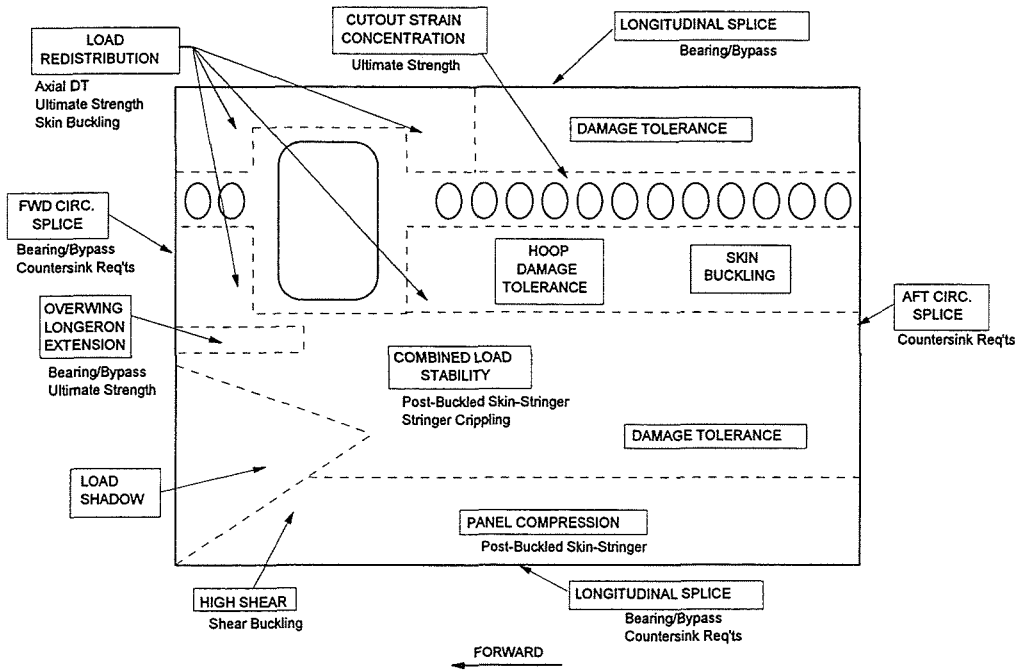 LOAD
REDISTRIBUTION
Axial DT
Ultimate Strength
Skin Buckling
CUTOUT STRAIN
CONCENTRATION
Ultimate Strength
LONGITUDINAL SPLICE
Bearing/Bypass
DAMAGE TOLERANCE
FWD CIRC.
SPLICE
Bearing/Bypass
Countersink Req'ts
HOOP
DAMAGE
TOLERANCE
SKIN
BUCKLING
AFT CIRC.
SPLICE
Countersink Req'ts
OVERWING
LONGERON
EXTENSION
Bearing/Bypass
Ultimate Strength
COMBINED LOAD
STABILITY
Post-Buckled Skin-Stringer
Stringer Crippling
DAMAGE TOLERANCE
LOAD
SHADOW
PANEL COMPRESSION
Post-Buckled Skin-Stringer
HIGH SHEAR
Shear Buckling
LONGITUDINAL SPLICE
Bearing/Bypass
Countersink Req'ts
FORWARD